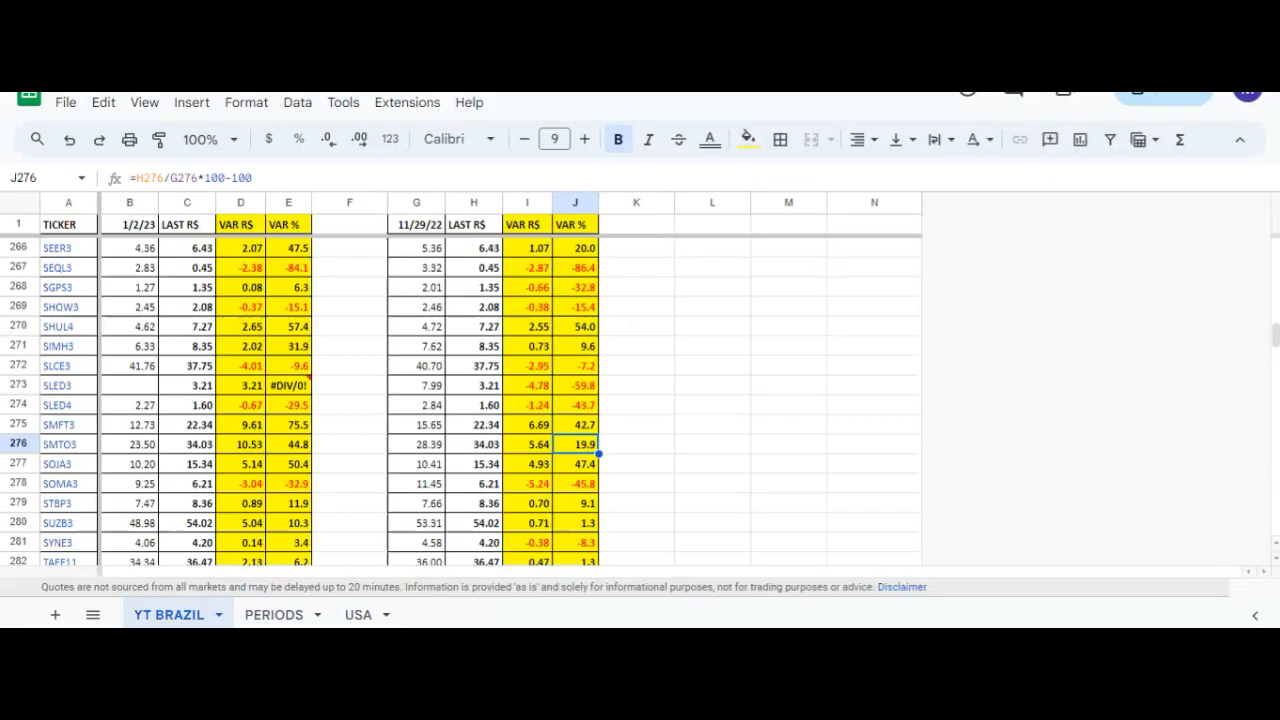 File Edit View Insert Format Data Tools Extensions Help
100% $ % .0 .00 123 Calibri 9 B I A
J276 =H276/G276*100-100
A B C D E F G H I J K L M N
1 TICKER 1/2/23 LAST R$ VAR R$ VAR % 11/29/22 LAST R$ VAR R$ VAR %
266 SEER3 4.36 6.43 2.07 47.5 5.36 6.43 1.07 20.0
267 SEQL3 2.83 0.45 -2.38 -84.1 3.32 0.45 -2.87 -86.4
268 SGPS3 1.27 1.35 0.08 6.3 2.01 1.35 -0.66 -32.8
269 SHOW3 2.45 2.08 -0.37 -15.1 2.46 2.08 -0.38 -15.4
270 SHUL4 4.62 7.27 2.65 57.4 4.72 7.27 2.55 54.0
271 SIMH3 6.33 8.35 2.02 31.9 7.62 8.35 0.73 9.6
272 SLCE3 41.76 37.75 -4.01 -9.6 40.70 37.75 -2.95 -7.2
273 SLED3 3.21 3.21 #DIV/0! 7.99 3.21 -4.78 -59.8
274 SLED4 2.27 1.60 -0.67 -29.5 2.84 1.60 -1.24 -43.7
275 SMFT3 12.73 22.34 9.61 75.5 15.65 22.34 6.69 42.7
276 SMTO3 23.50 34.03 10.53 44.8 28.39 34.03 5.64 19.9
277 SOJA3 10.20 15.34 5.14 50.4 10.41 15.34 4.93 47.4
278 SOMA3 9.25 6.21 -3.04 -32.9 11.45 6.21 -5.24 -45.8
279 STBP3 7.47 8.36 0.89 11.9 7.66 8.36 0.70 9.1
280 SUZB3 48.98 54.02 5.04 10.3 53.31 54.02 0.71 1.3
281 SYNE3 4.06 4.20 0.14 3.4 4.58 4.20 -0.38 -8.3
282 TAEE11 34.34 36.47 2.13 6.2 36.00 36.47 0.47 1.3
Quotes are not sourced from all markets and may be delayed up to 20 minutes. Information is provided 'as is' and solely for informational purposes, not for trading purposes or advice. Disclaimer
YT BRAZIL PERIODS USA